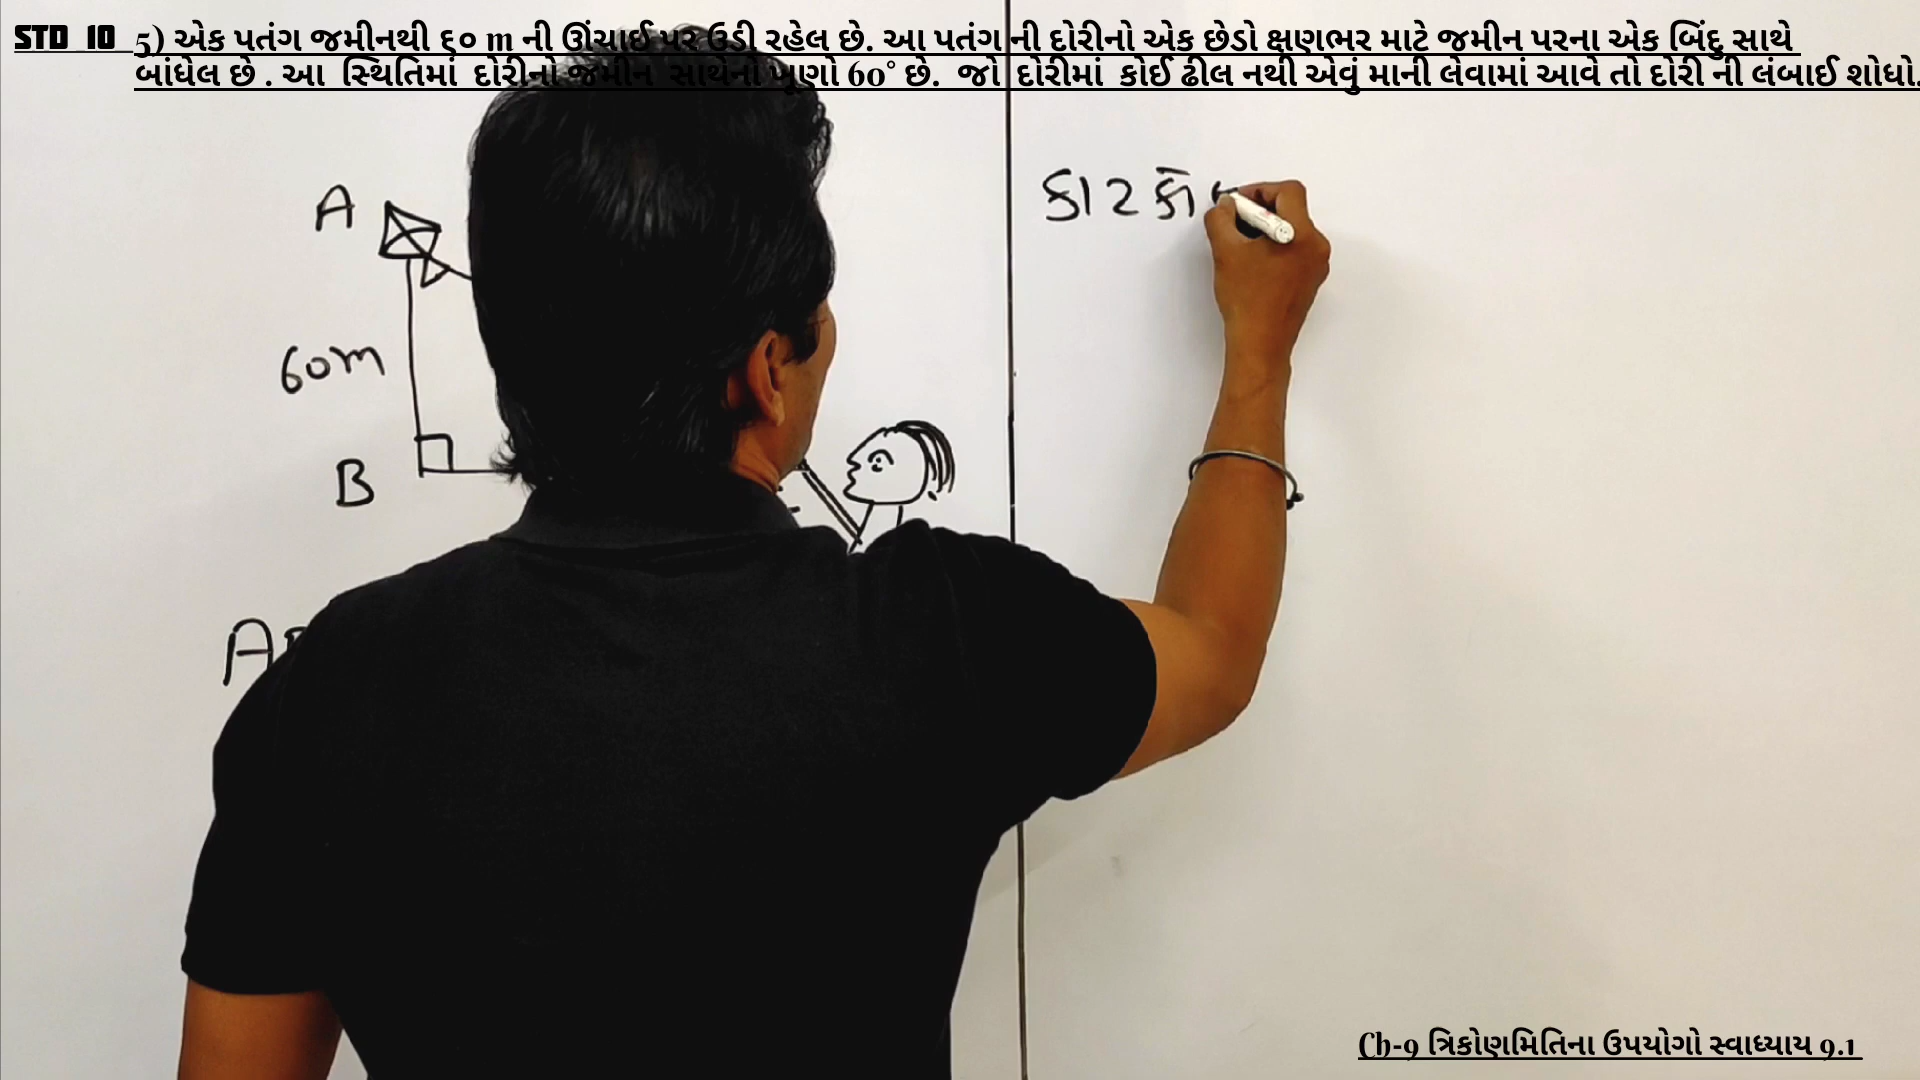 STD 10 5) એક પતંગ જમીનથી ૬૦ m ની ઊંચાઈ પર ઉડી રહેલ છે. આ પતંગ ની દોરીનો એક છેડો ક્ષણભર માટે જમીન પરના એક બિંદુ સાથે
બાંધેલ છે . આ સ્થિતિમાં દોરીનો જમીન સાથેનો ખૂણો 60° છે. જો દોરીમાં કોઈ ઢીલ નથી એવું માની લેવામાં આવે તો દોરી ની લંબાઈ શોધો.
A
60m
B
A
કાટકો
Ch-9 ત્રિકોણમિતિના ઉપયોગો સ્વાધ્યાય 9.1